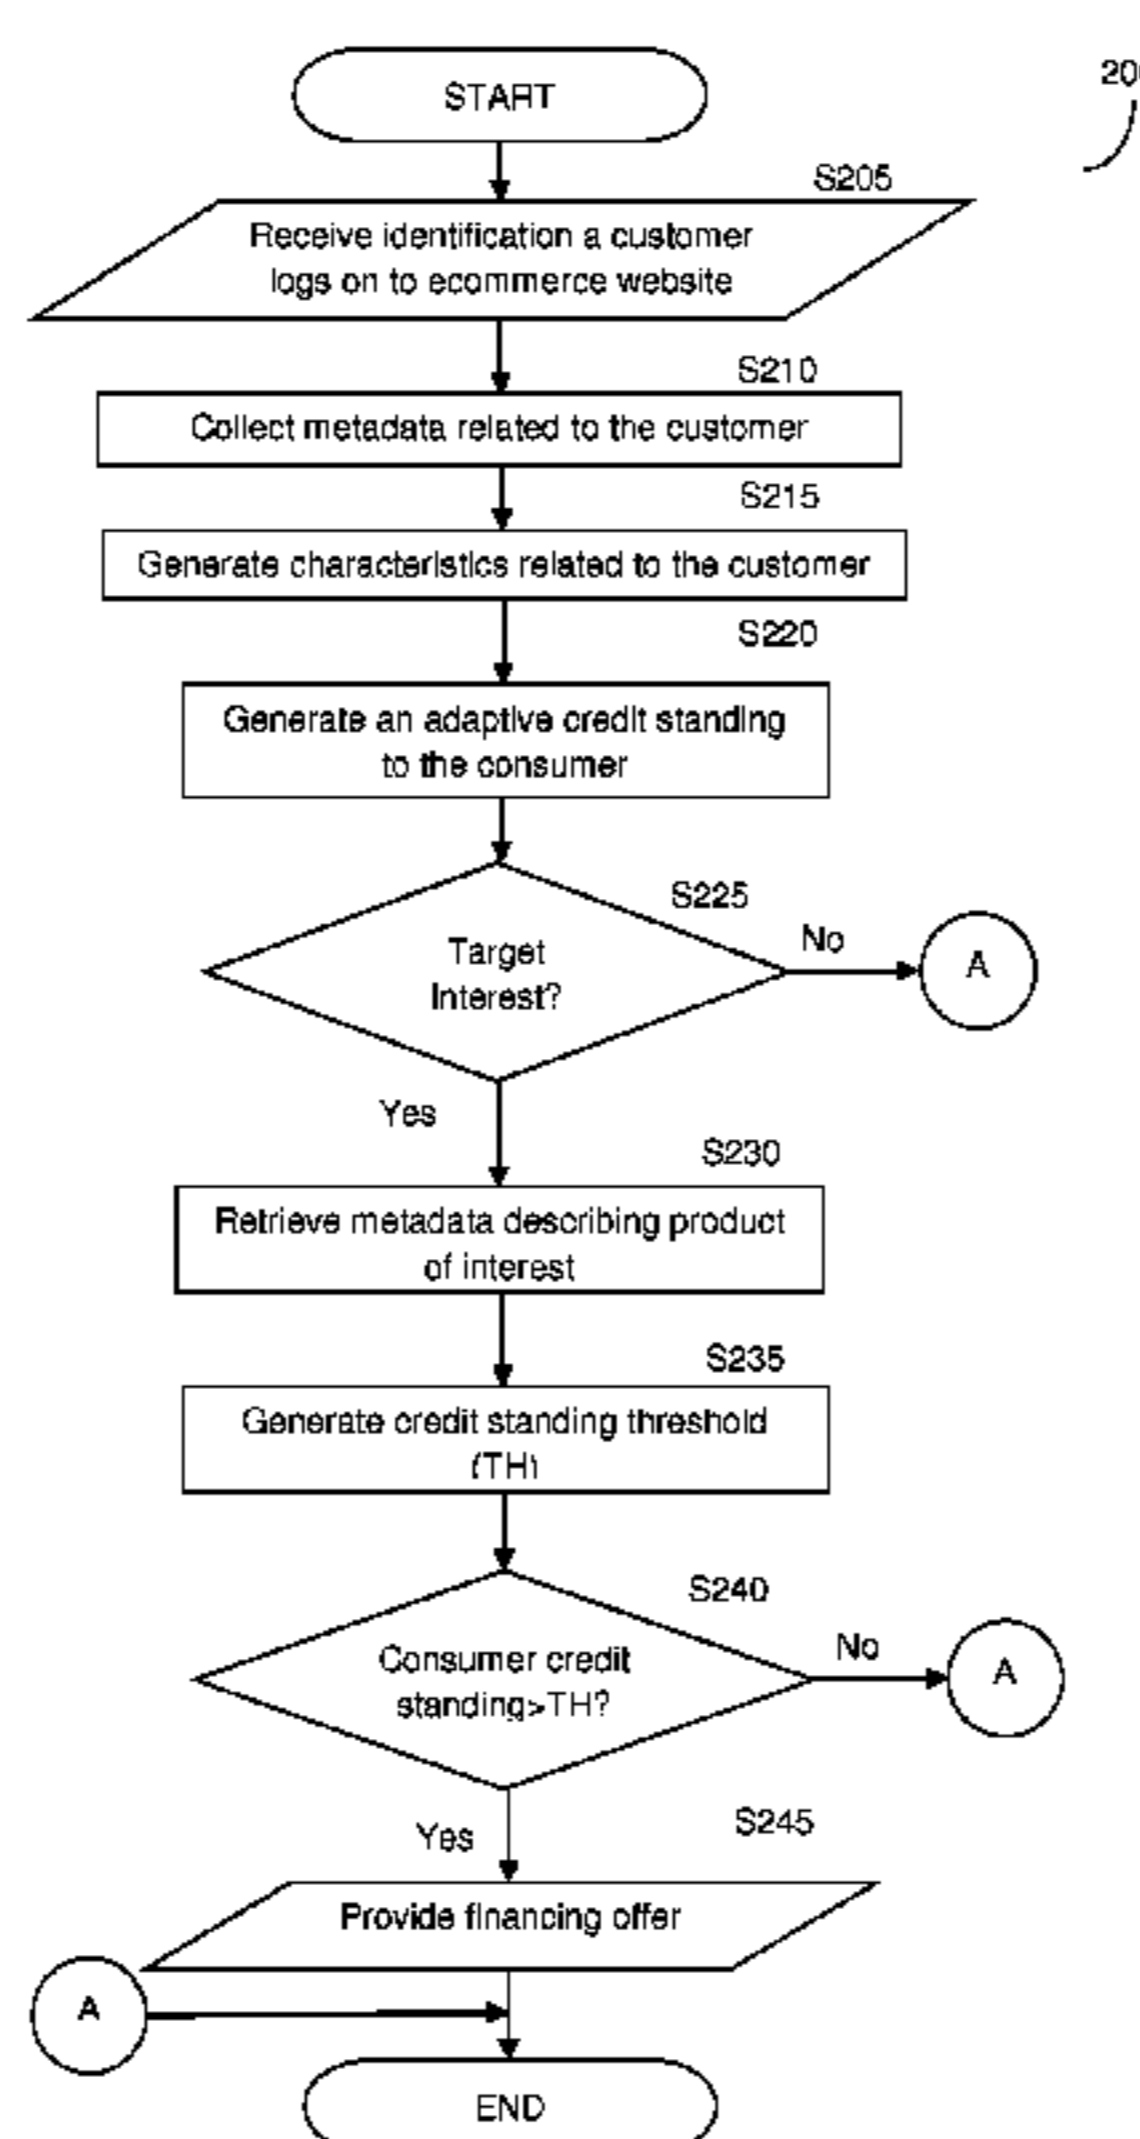 START
20
S205
Receive identification a customer
logs on to ecommerce website
S210
Collect metadata related to the customer
S215
Generate characteristics related to the customer
S220
Generate an adaptive credit standing
to the consumer
S225
Target
Interest?
No
A
Yes
S230
Retrieve metadata describing product
of interest
S235
Generate credit standing threshold
(TH)
S240
Consumer credit
standing>TH?
No
A
Yes
S245
Provide financing offer
A
END